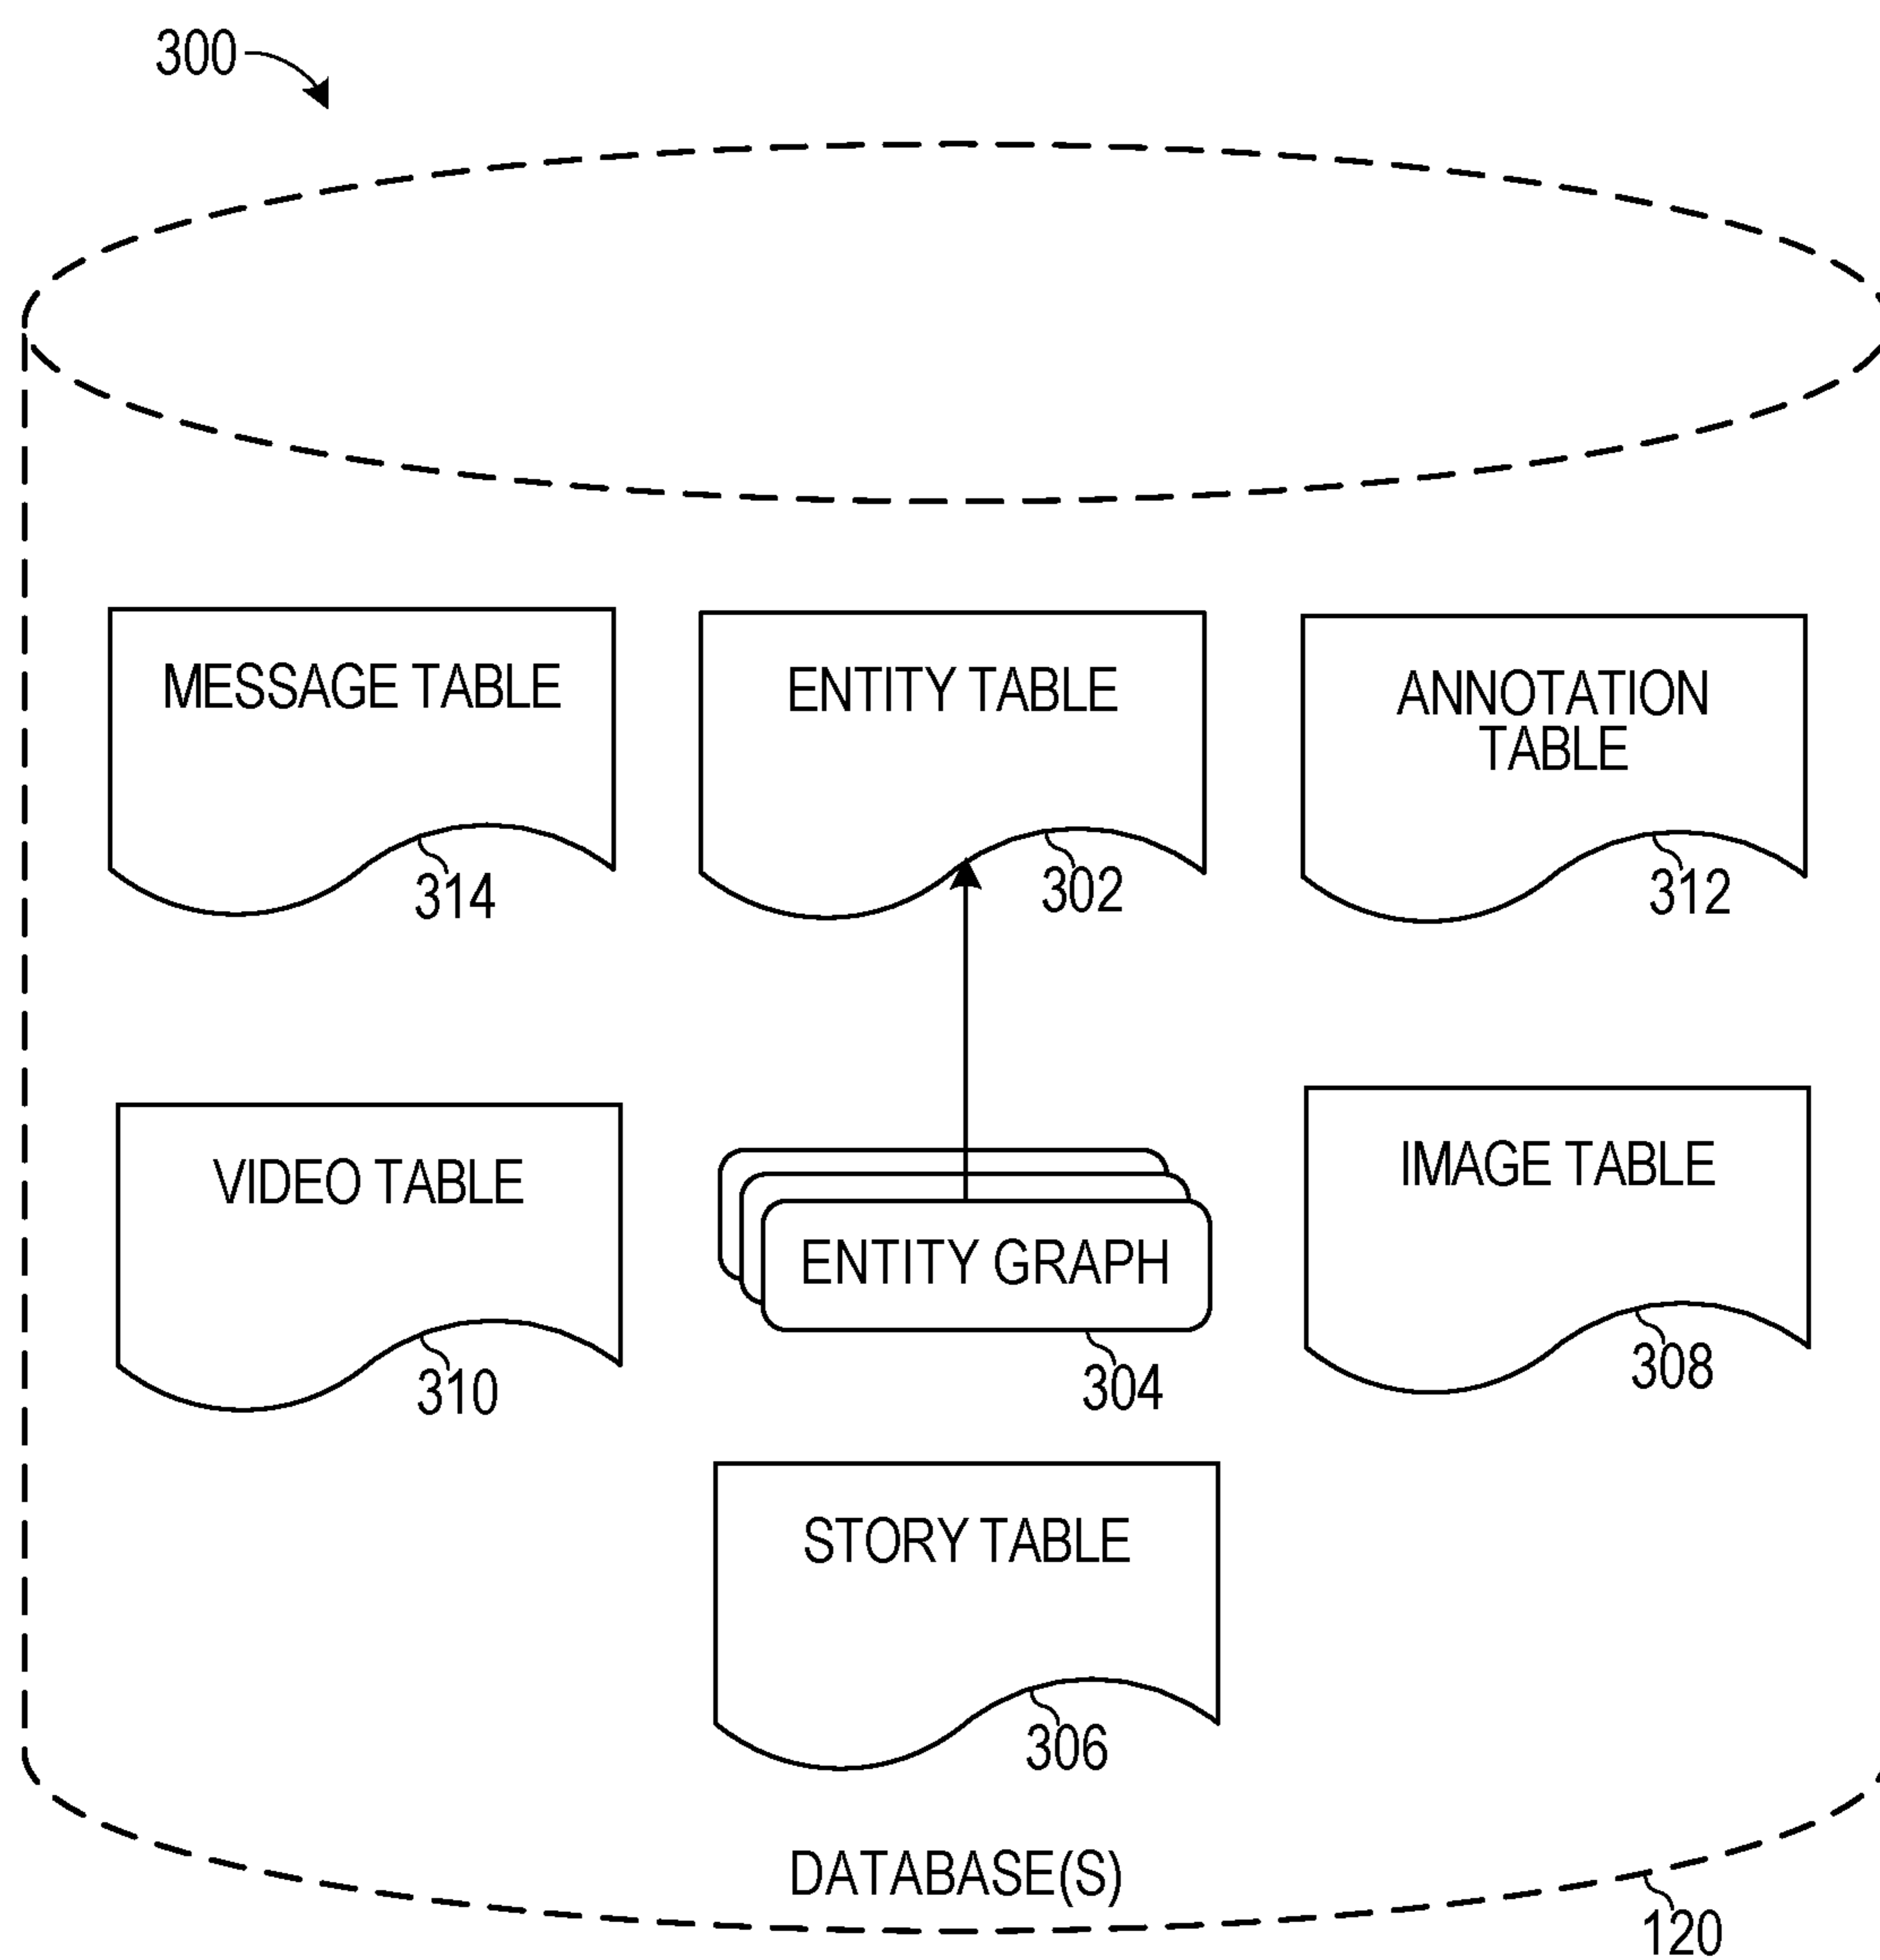 300
MESSAGE TABLE
314
ENTITY TABLE
302
ANNOTATION
TABLE
312
VIDEO TABLE
310
ENTITY GRAPH
304
IMAGE TABLE
308
STORY TABLE
306
DATABASE(S)
120